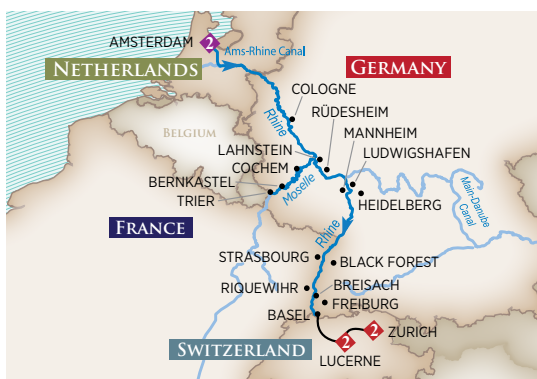 AMSTERDAM
2
Ams-Rhine Canal
NETHERLANDS
GERMANY
COLOGNE
Rhine
RÜDESHEIM
BELGIUM
MANNHEIM
LAHNSTEIN
LUDWIGSHAFEN
COCHEM
BERNKASTEL
Moselle
TRIER
HEIDELBERG
Main-Danube
Canal
FRANCE
Rhine
STRASBOURG
BLACK FOREST
RIQUEWIHR
BREISACH
FREIBURG
BASEL
2
ZURICH
2
SWITZERLAND
LUCERNE